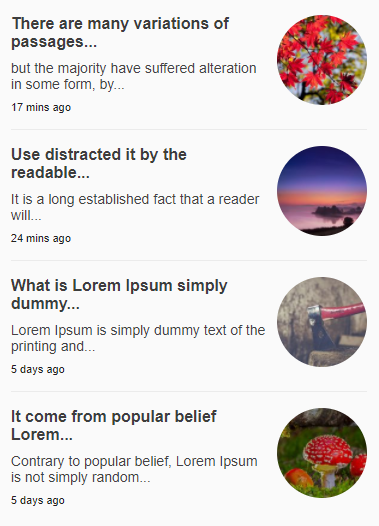 There are many variations of
passages...
but the majority have suffered alteration
in some form, by...
17 mins ago
Use distracted it by the
readable...
It is a long established fact that a reader
will...
24 mins ago
What is Lorem Ipsum simply
dummy...
Lorem Ipsum is simply dummy text of the
printing and...
5 days ago
It come from popular belief
Lorem...
Contrary to popular belief, Lorem Ipsum
is not simply random...
5 days ago